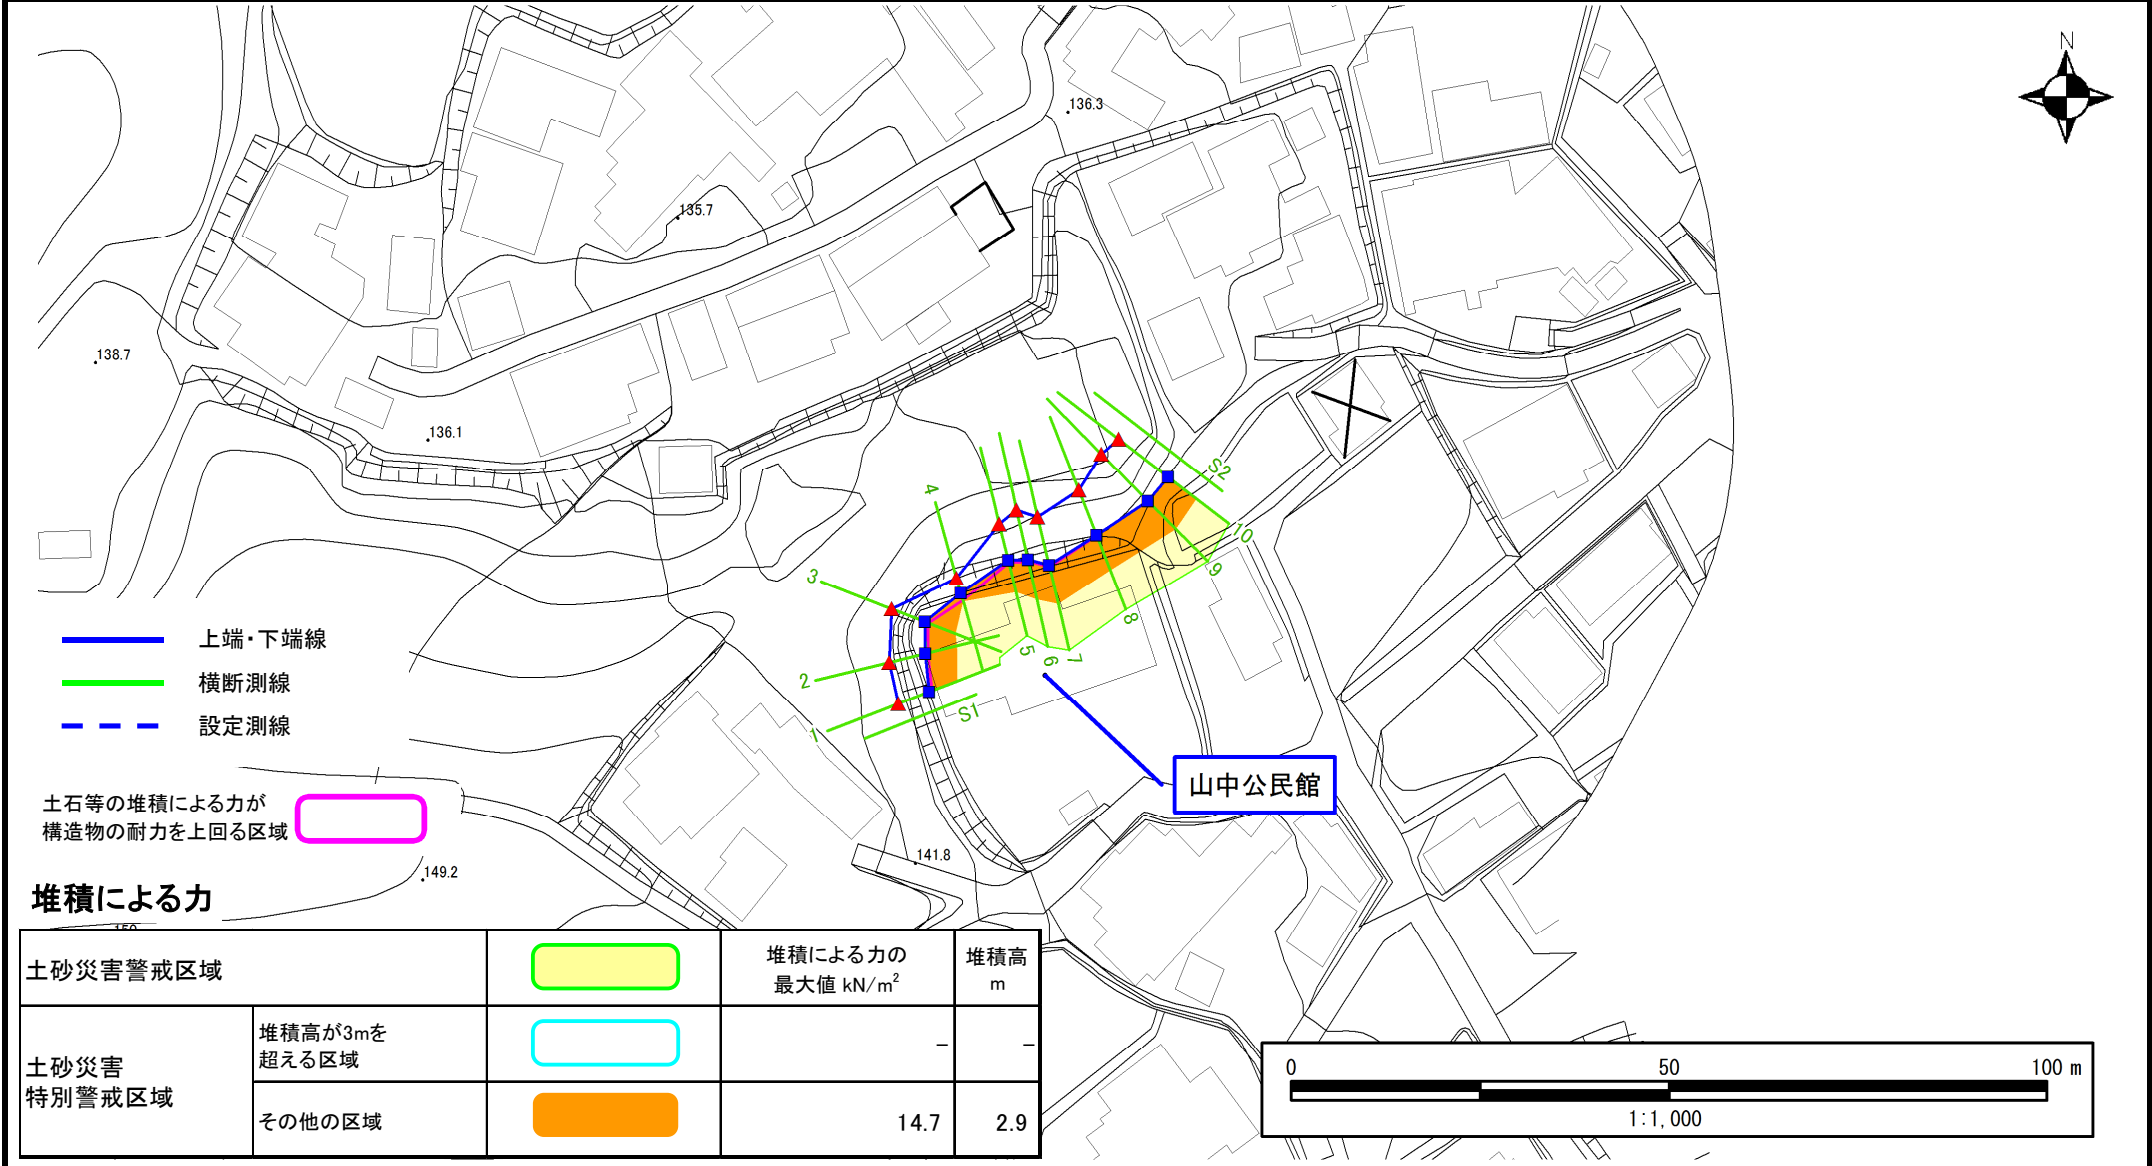 N
136.3
135.7
138.7
136.1
S2
4
10
3
9
8
5
6
7
2
S1
1
上端・下端線
横断測線
設定測線
山中公民館
土石等の堆積による力が
構造物の耐力を上回る区域
141.8
149.2
堆積による力
土砂災害警戒区域
堆積による力の
最大値 kN/m²
堆積高
m
土砂災害
特別警戒区域
堆積高が3mを
超える区域
-
-
その他の区域
14.7
2.9
0
50
100 m
1:1,000